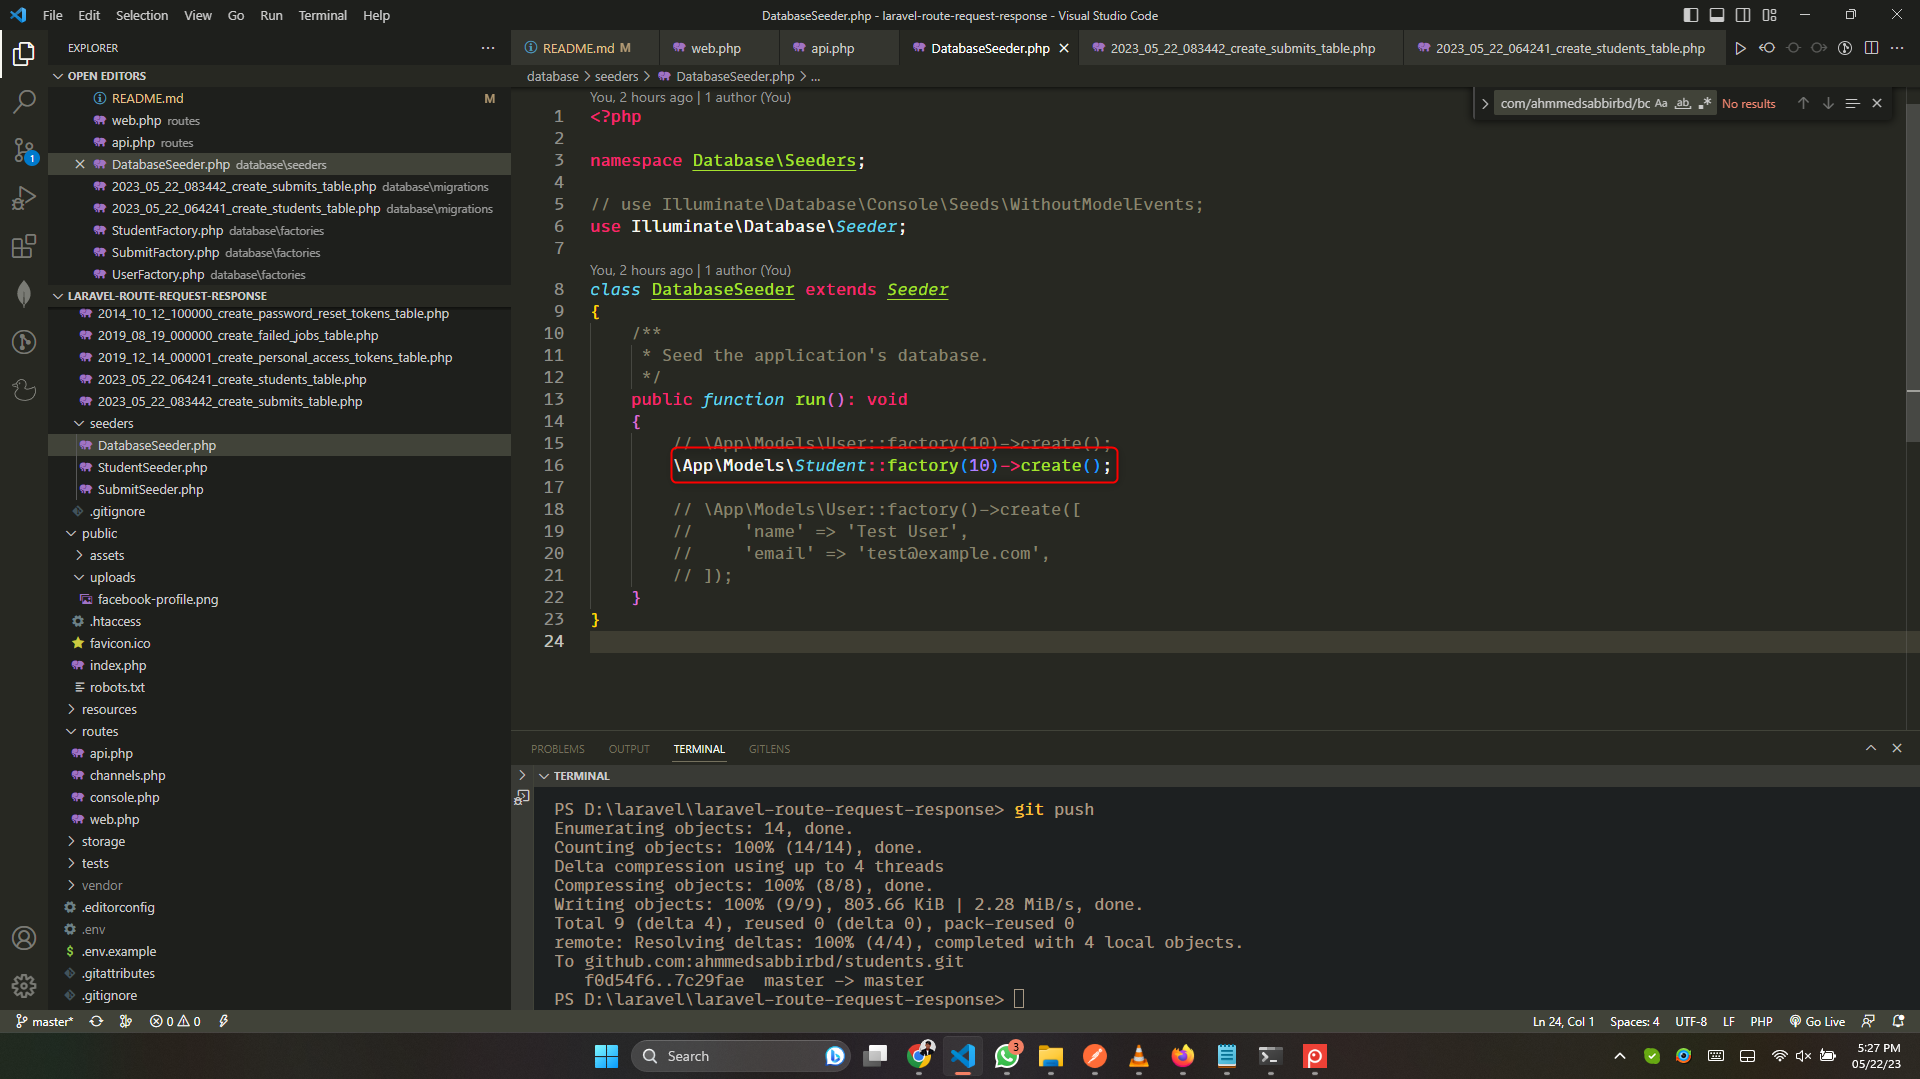 File Edit Selection View Go Run Terminal Help
DatabaseSeeder.php - laravel-route-request-response - Visual Studio Code
EXPLORER
OPEN EDITORS
README.md M
web.php routes
api.php routes
DatabaseSeeder.php database\seeders
2023_05_22_083442_create_submits_table.php database\migrations
2023_05_22_064241_create_students_table.php database\migrations
StudentFactory.php database\factories
SubmitFactory.php database\factories
UserFactory.php database\factories
LARAVEL-ROUTE-REQUEST-RESPONSE
2014_10_12_100000_create_password_reset_tokens_table.php
2019_08_19_000000_create_failed_jobs_table.php
2019_12_14_000001_create_personal_access_tokens_table.php
2023_05_22_064241_create_students_table.php
2023_05_22_083442_create_submits_table.php
seeders
DatabaseSeeder.php
StudentSeeder.php
SubmitSeeder.php
.gitignore
public
assets
uploads
facebook-profile.png
.htaccess
favicon.ico
index.php
robots.txt
resources
routes
api.php
channels.php
console.php
web.php
storage
tests
vendor
.editorconfig
.env
.env.example
.gitattributes
.gitignore
1
README.md M web.php api.php DatabaseSeeder.php 2023_05_22_083442_create_submits_table.php 2023_05_22_064241_create_students_table.php
database > seeders > DatabaseSeeder.php > ...
com/ahmmedsabbirbd/bc Aa ab .* No results
You, 2 hours ago | 1 author (You)
1 <?php
2
3 namespace Database\Seeders;
4
5 // use Illuminate\Database\Console\Seeds\WithoutModelEvents;
6 use Illuminate\Database\Seeder;
7
You, 2 hours ago | 1 author (You)
8 class DatabaseSeeder extends Seeder
9 {
10 /**
11 * Seed the application's database.
12 */
13 public function run(): void
14 {
15 // \App\Models\User::factory(10)->create();
16 \App\Models\Student::factory(10)->create();
17
18 // \App\Models\User::factory()->create([
19 // 'name' => 'Test User',
20 // 'email' => 'test@example.com',
21 // ]);
22 }
23 }
24
PROBLEMS OUTPUT TERMINAL GITLENS
TERMINAL
PS D:\laravel\laravel-route-request-response> git push
Enumerating objects: 14, done.
Counting objects: 100% (14/14), done.
Delta compression using up to 4 threads
Compressing objects: 100% (8/8), done.
Writing objects: 100% (9/9), 803.66 KiB | 2.28 MiB/s, done.
Total 9 (delta 4), reused 0 (delta 0), pack-reused 0
remote: Resolving deltas: 100% (4/4), completed with 4 local objects.
To github.com:ahmmedsabbirbd/students.git
f0d54f6..7c29fae master -> master
PS D:\laravel\laravel-route-request-response>
master* 0 0 Ln 24, Col 1 Spaces: 4 UTF-8 LF PHP Go Live
Search 3
5:27 PM
05/22/23